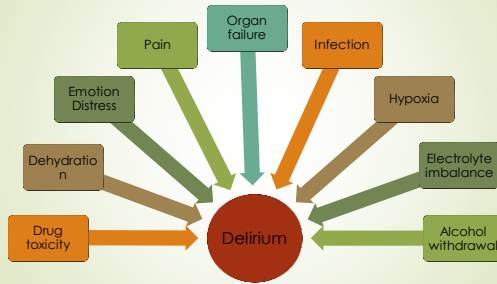 Organ
failure
Pain
Infection
Emotion
Distress
Hypoxia
Dehydratio
n
Electrolyte
imbalance
Drug
toxicity
Delirium
Alcohol
withdrawal